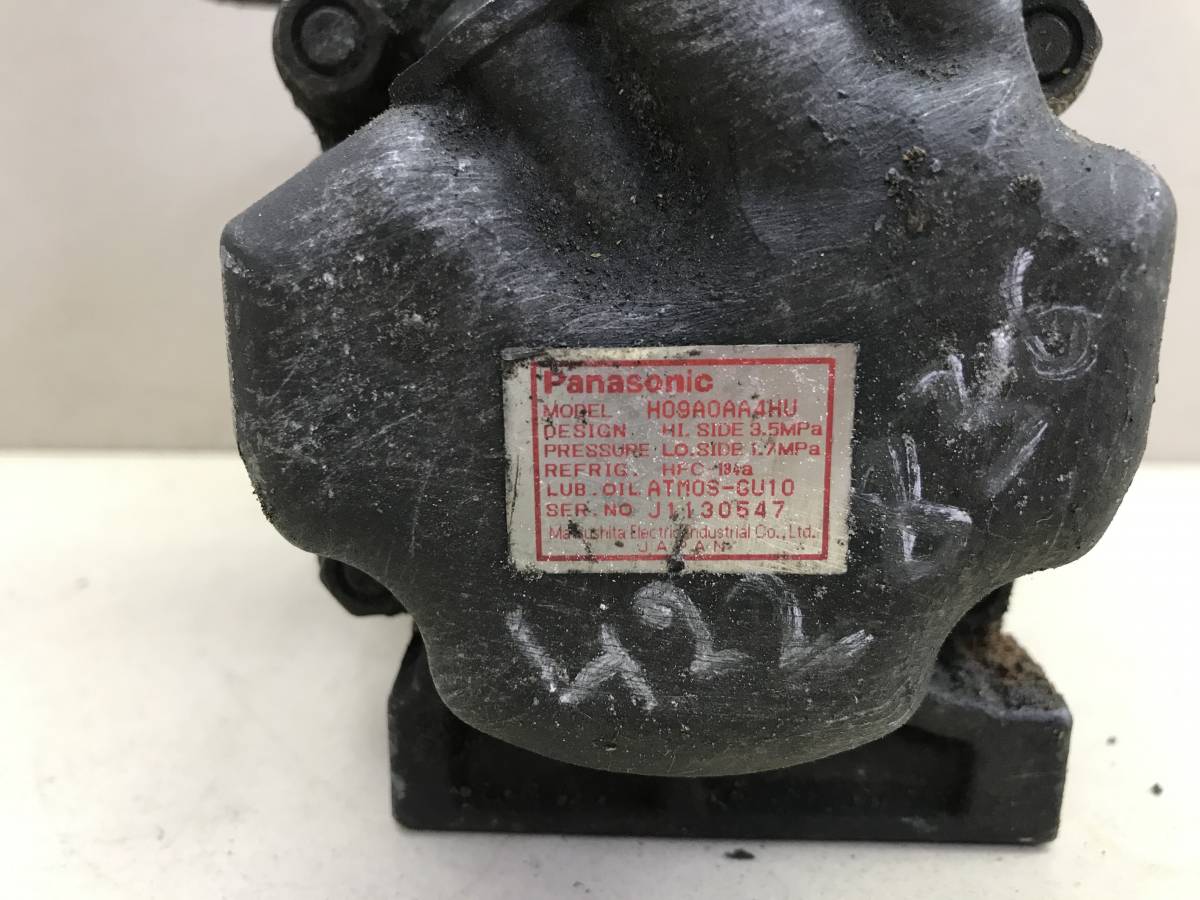 Panasonic
MODEL H09A0AA4HU
DESIGN HI. SIDE 3.5MPa
PRESSURE LO. SIDE 1.7MPa
REFRIG. HFC-134a
LUB. OIL ATMOS-GU10
SER. NO J1130547
Matsushita Electric Industrial Co., Ltd.
JAPAN
422